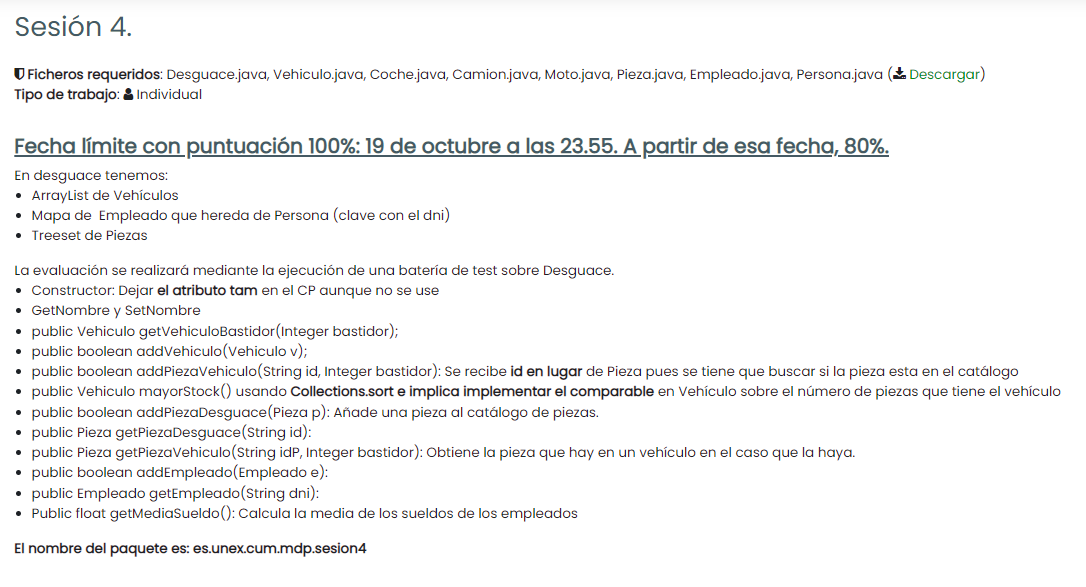 Sesión 4.
Ficheros requeridos: Desguace.java, Vehiculo.java, Coche.java, Camion.java, Moto.java, Pieza.java, Empleado.java, Persona.java (Descargar)
Tipo de trabajo: Individual
Fecha límite con puntuación 100%: 19 de octubre a las 23.55. A partir de esa fecha, 80%.
En desguace tenemos:
• ArrayList de Vehículos
• Mapa de Empleado que hereda de Persona (clave con el dni)
• Treeset de Piezas
La evaluación se realizará mediante la ejecución de una batería de test sobre Desguace.
• Constructor: Dejar el atributo tam en el CP aunque no se use
• GetNombre y SetNombre
• public Vehiculo getVehiculoBastidor(Integer bastidor);
• public boolean addVehiculo(Vehiculo v);
• public boolean addPiezaVehiculo(String id, Integer bastidor): Se recibe id en lugar de Pieza pues se tiene que buscar si la pieza esta en el catálogo
• public Vehiculo mayorStock() usando Collections.sort e implica implementar el comparable en Vehículo sobre el número de piezas que tiene el vehículo
• public boolean addPiezaDesguace(Pieza p): Añade una pieza al catálogo de piezas.
• public Pieza getPiezaDesguace(String id):
• public Pieza getPiezaVehiculo(String idP, Integer bastidor): Obtiene la pieza que hay en un vehículo en el caso que la haya.
• public boolean addEmpleado(Empleado e):
• public Empleado getEmpleado(String dni):
• Public float getMediaSueldo(): Calcula la media de los sueldos de los empleados
El nombre del paquete es: es.unex.cum.mdp.sesion4